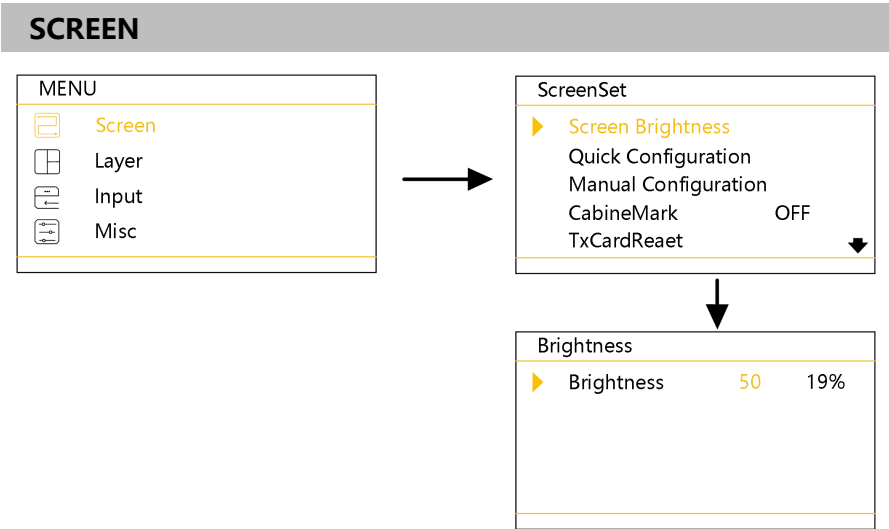 SCREEN
MENU
Screen
Layer
Input
Misc
ScreenSet
Screen Brightness
Quick Configuration
Manual Configuration
CabineMark OFF
TxCardReaet
Brightness
Brightness 50 19%